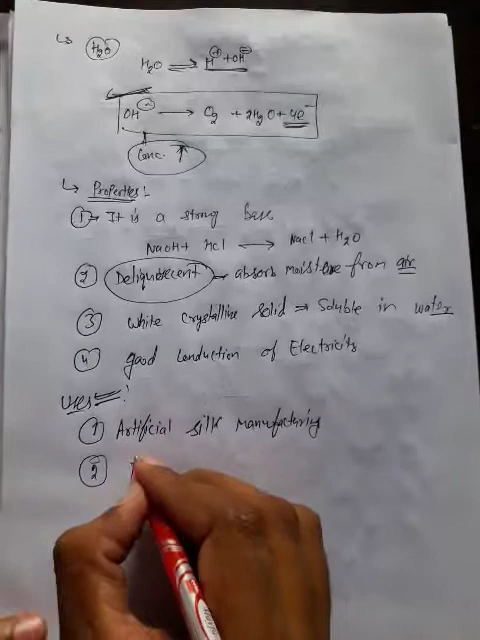 ↳ H₂O
H₂O ⇌ H⁺ + OH⁻
OH⁻ → O₂ + 2H₂O + 4e⁻
Conc. ↑
↳ Properties:
① → It is a strong base
NaOH + HCl ⟷ NaCl + H₂O
② Deliquescent → absorb moisture from air
③ white crystalline solid ⇒ Soluble in water
④ good conduction of Electricity
Uses:
① Artificial silk manufacturing
②